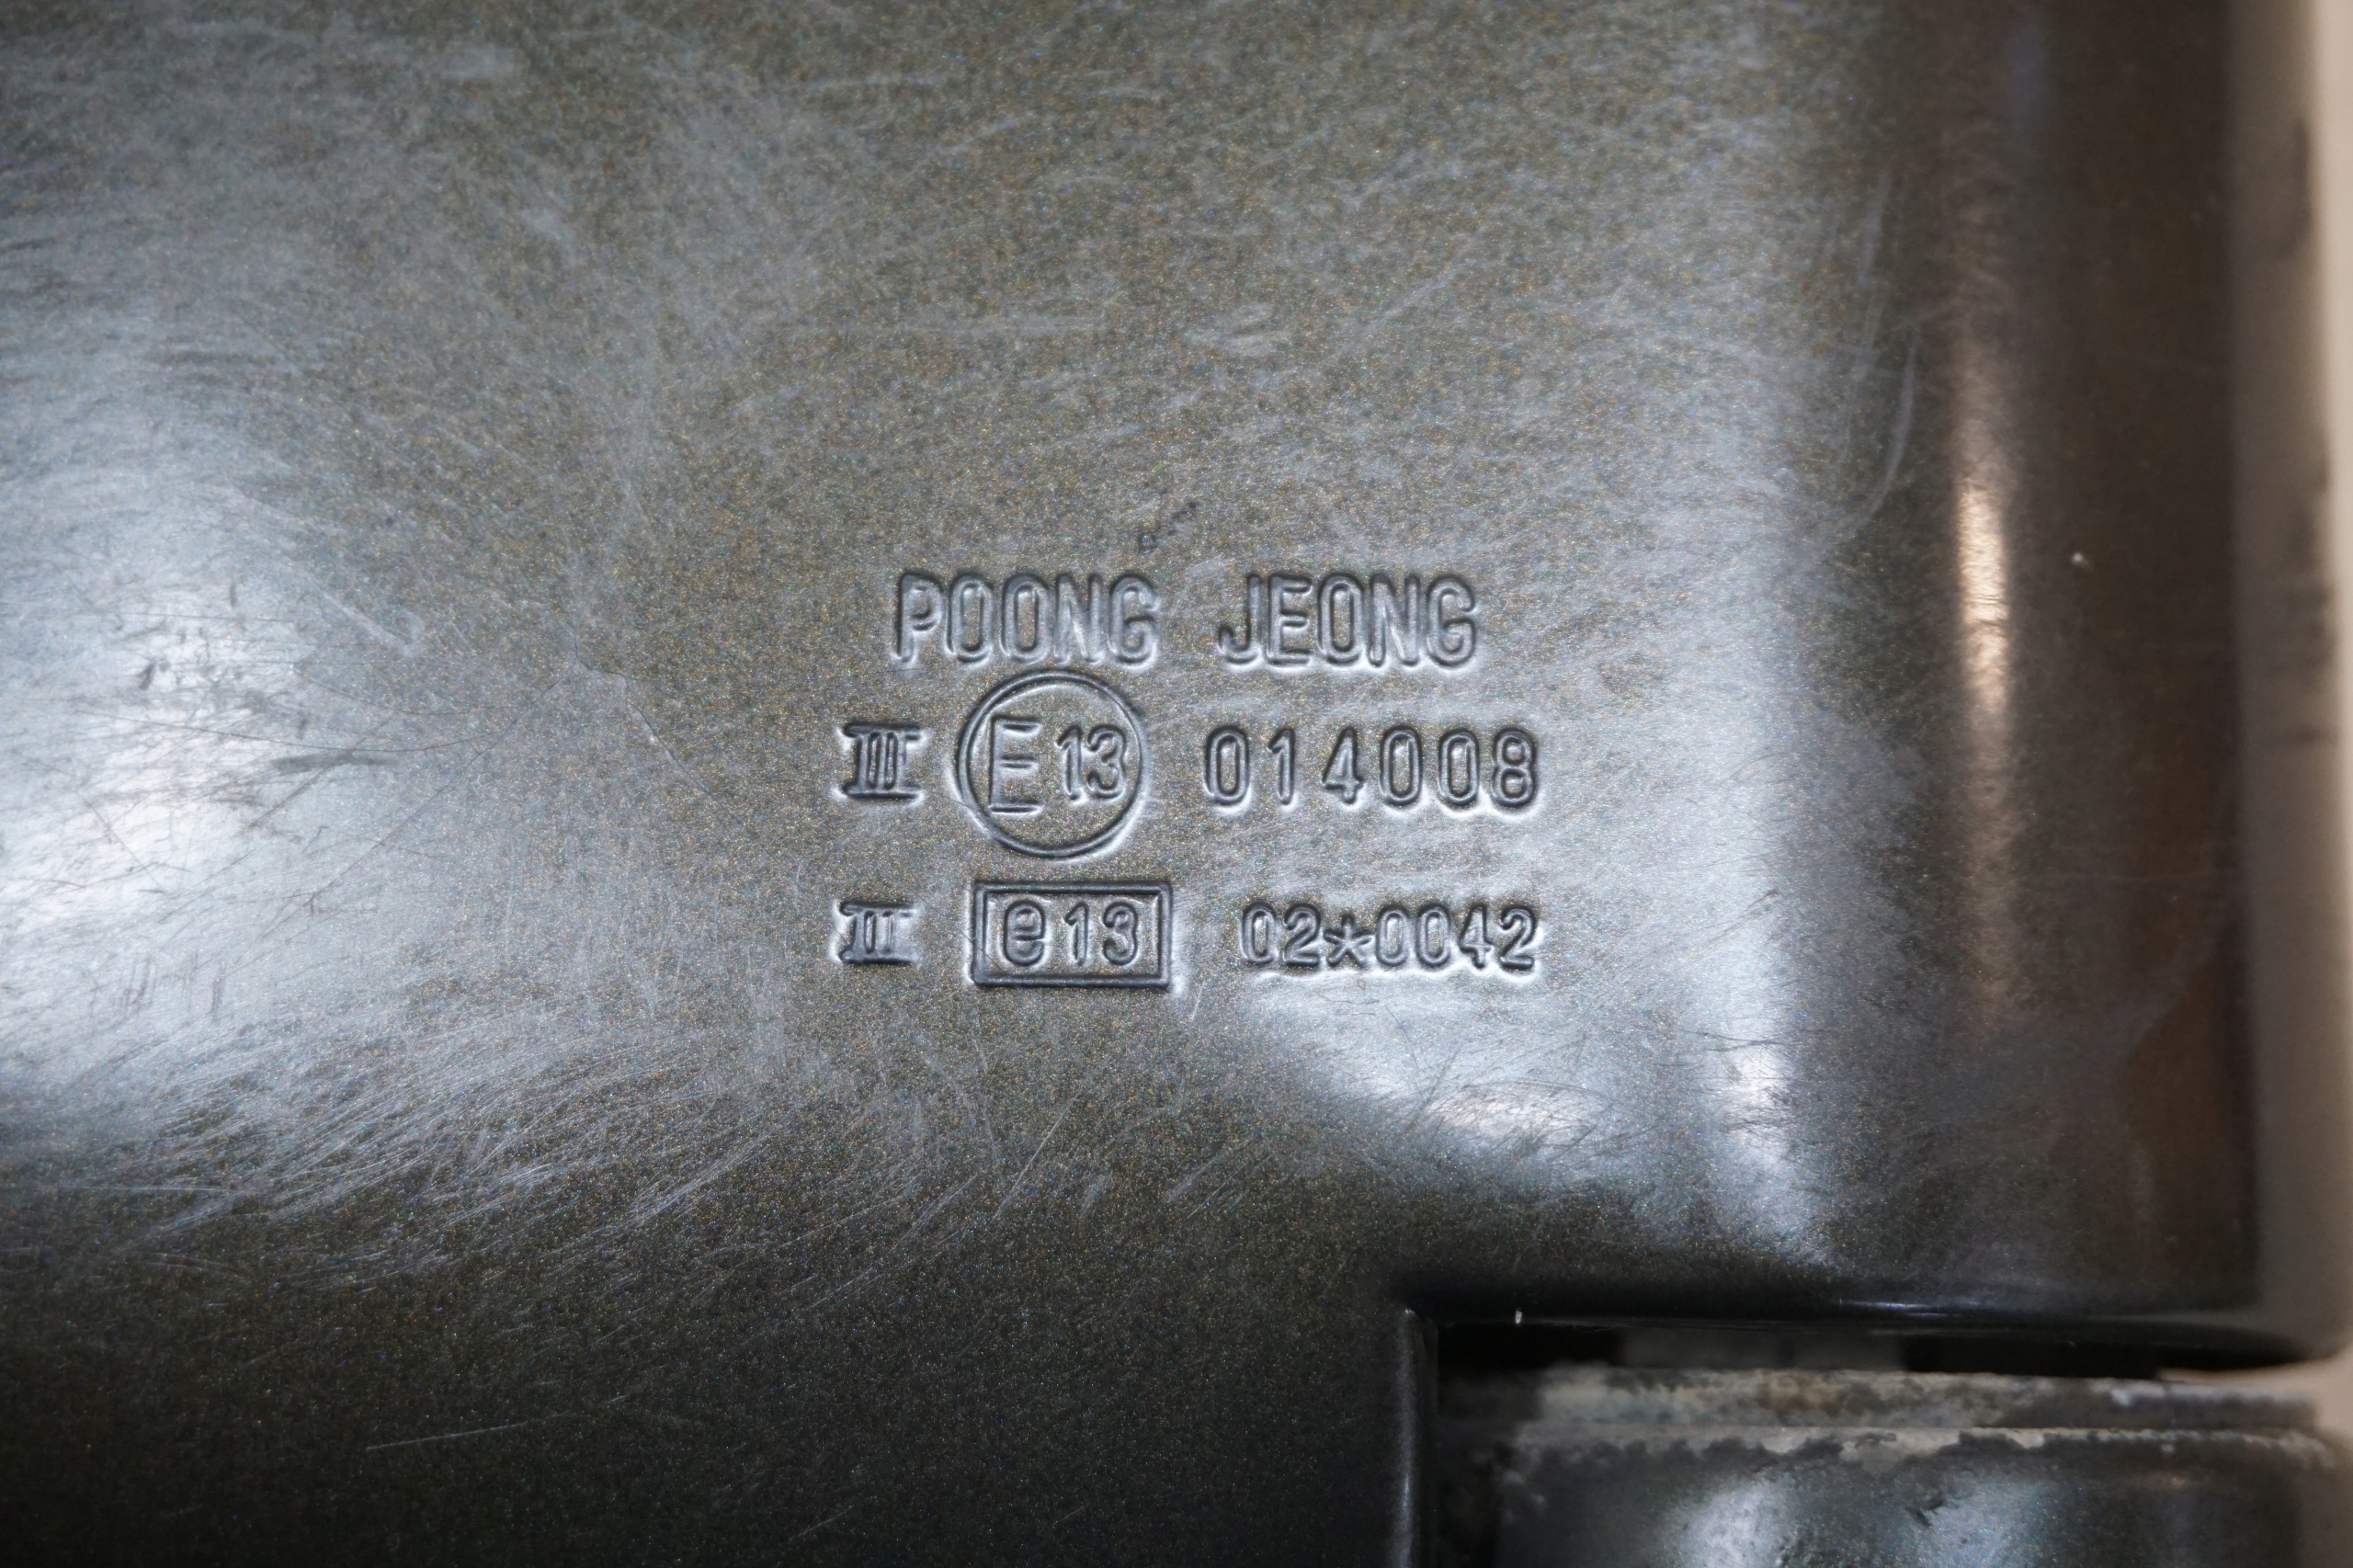 POONG JEONG
III E13 014008
II e13 02*0042